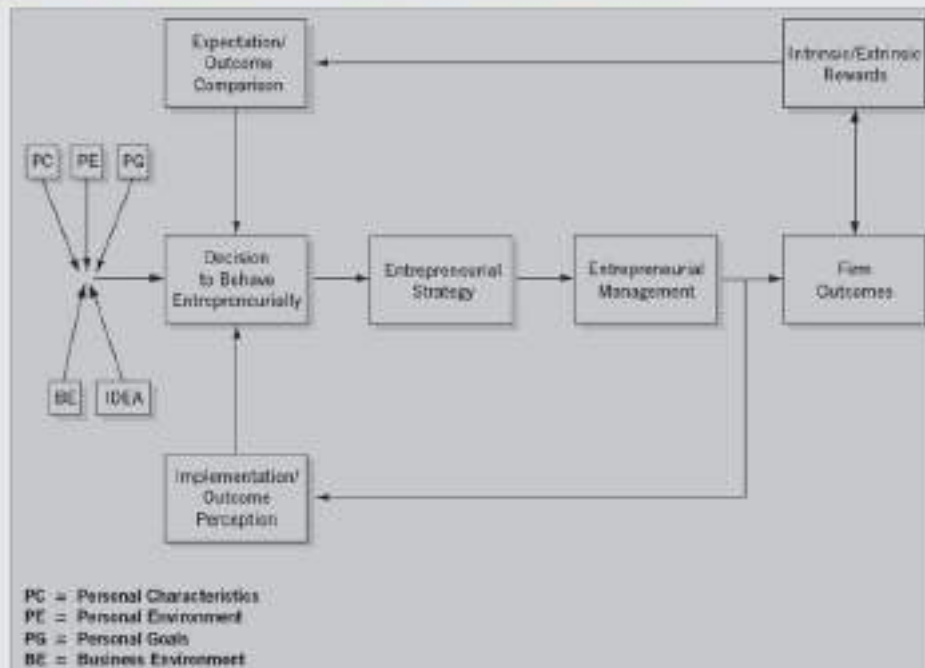 Expectation/
Outcome
Comparison
Intrinsic/Extrinsic
Rewards
PC
PE
PG
Decision
to Behave
Entrepreneurially
Entrepreneurial
Strategy
Entrepreneurial
Management
Firm
Outcomes
BE
IDEA
Implementation/
Outcome
Perception
PC = Personal Characteristics
PE = Personal Environment
PG = Personal Goals
BE = Business Environment